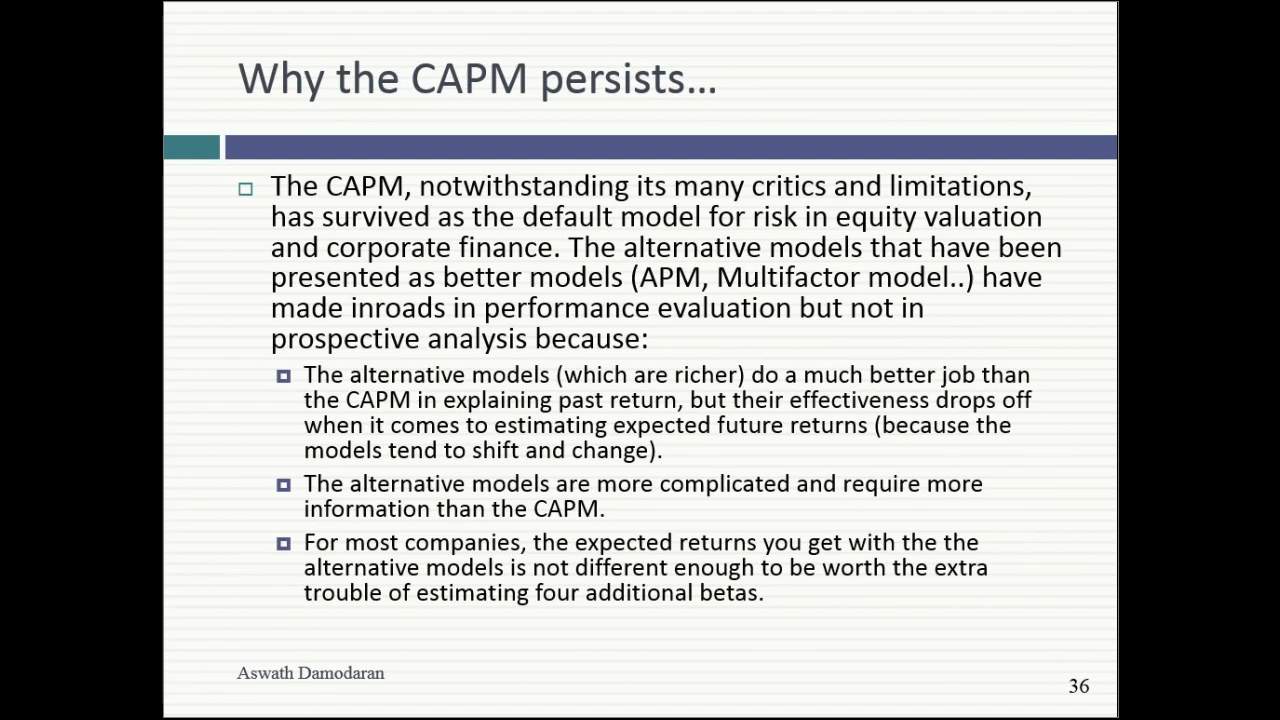 Why the CAPM persists…
The CAPM, notwithstanding its many critics and limitations,
has survived as the default model for risk in equity valuation
and corporate finance. The alternative models that have been
presented as better models (APM, Multifactor model..) have
made inroads in performance evaluation but not in
prospective analysis because:
The alternative models (which are richer) do a much better job than
the CAPM in explaining past return, but their effectiveness drops off
when it comes to estimating expected future returns (because the
models tend to shift and change).
The alternative models are more complicated and require more
information than the CAPM.
For most companies, the expected returns you get with the the
alternative models is not different enough to be worth the extra
trouble of estimating four additional betas.
Aswath Damodaran
36